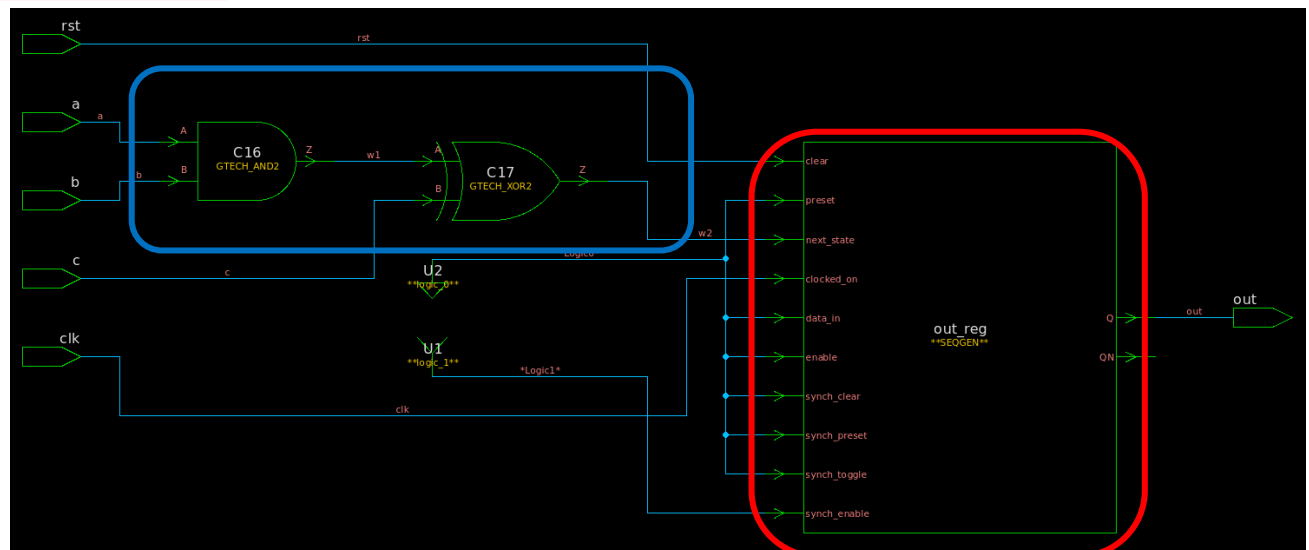 rst
rst
a
a
A
C16
GTECH_AND2
Z
w1
B
b
b
A
C17
GTECH_XOR2
Z
B
w2
c
c
U2
**logic_0**
*Logic0*
clk
clk
U1
**logic_1**
*Logic1*
clear
preset
next_state
clocked_on
data_in
enable
synch_clear
synch_preset
synch_toggle
synch_enable
out_reg
**SEQGEN**
Q
QN
out
out